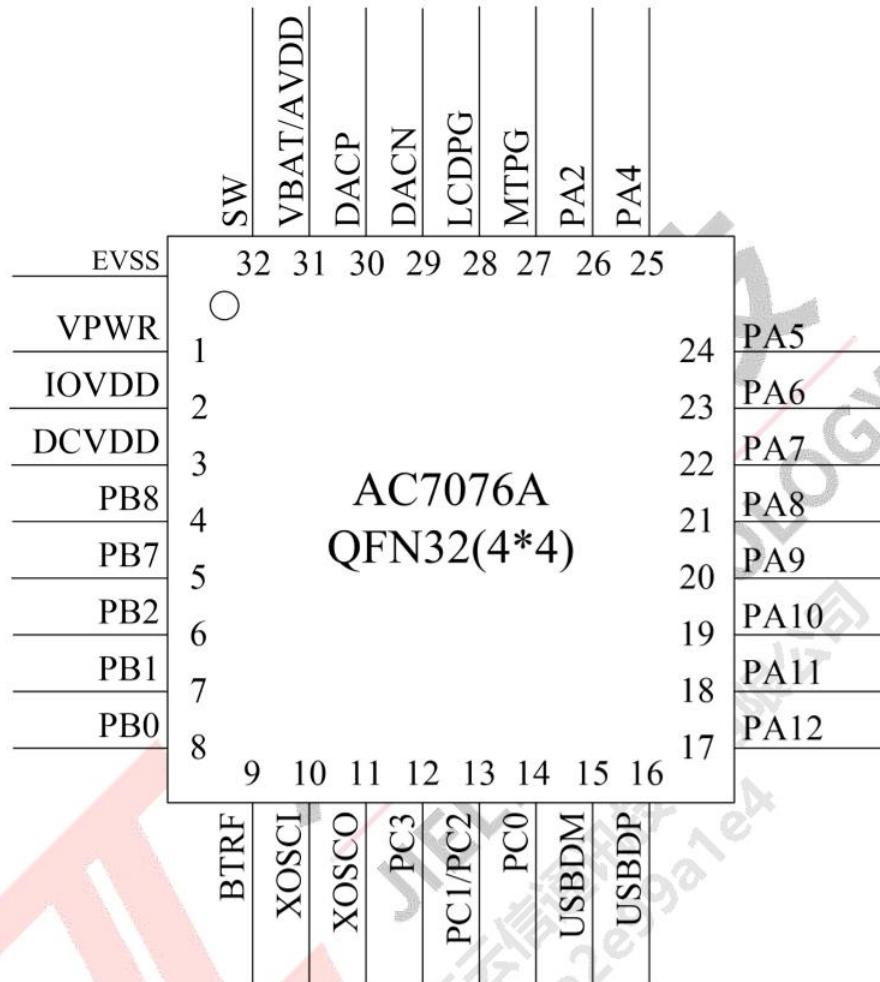 SW
VBAT/AVDD
DACP
DACN
LCDPG
MTPG
PA2
PA4
32 31 30 29 28 27 26 25
EVSS
VPWR
1
IOVDD
2
DCVDD
3
PB8
4
PB7
5
PB2
6
PB1
7
PB0
8
AC7076A
QFN32(4*4)
24 PA5
23 PA6
22 PA7
21 PA8
20 PA9
19 PA10
18 PA11
17 PA12
9 10 11 12 13 14 15 16
BTRF
XOSCI
XOSCO
PC3
PC1/PC2
PC0
USBDM
USBDP